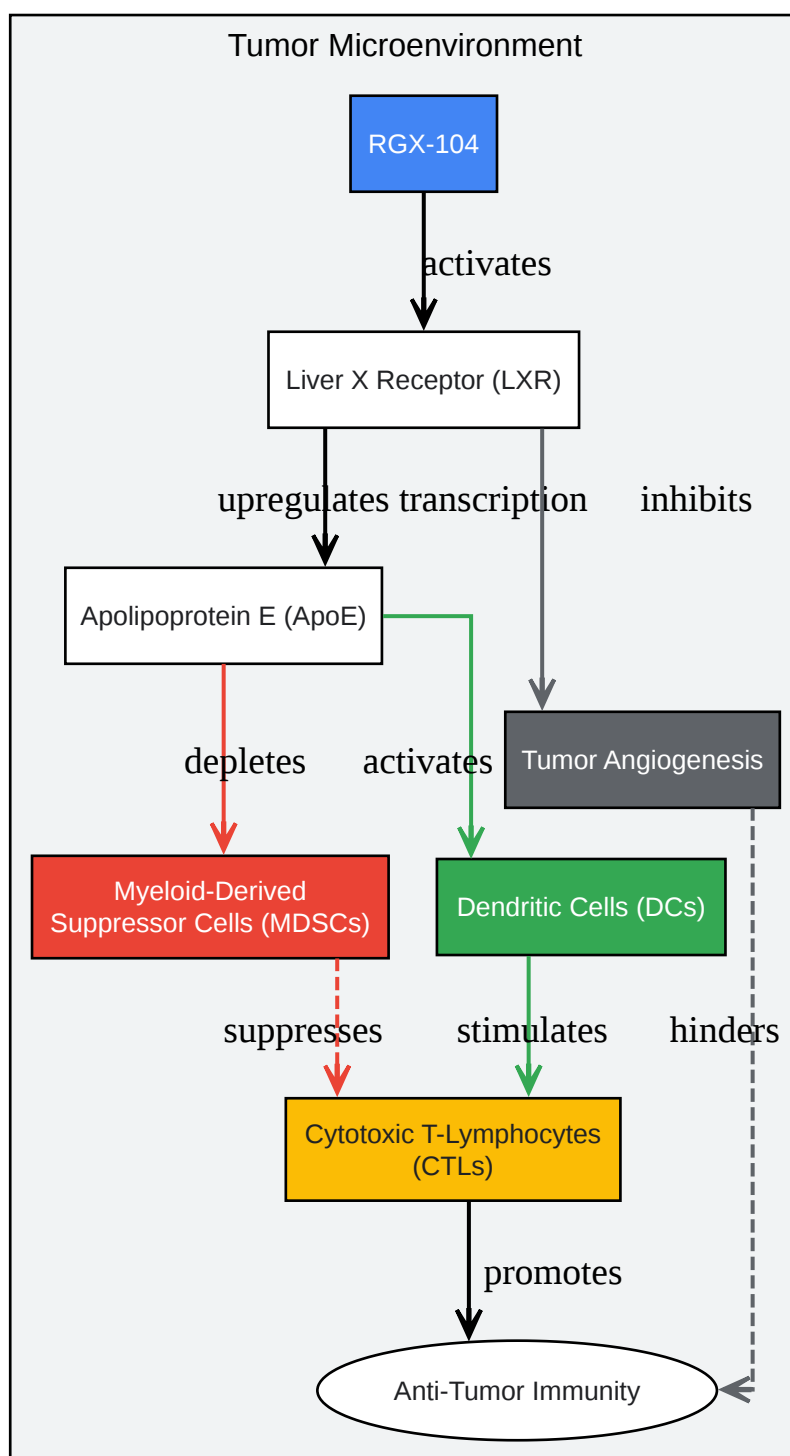 Tumor Microenvironment
RGX-104
activates
Liver X Receptor (LXR)
upregulates transcription
inhibits
Apolipoprotein E (ApoE)
depletes
activates
Tumor Angiogenesis
Myeloid-Derived
Suppressor Cells (MDSCs)
Dendritic Cells (DCs)
suppresses
stimulates
hinders
Cytotoxic T-Lymphocytes
(CTLs)
promotes
Anti-Tumor Immunity